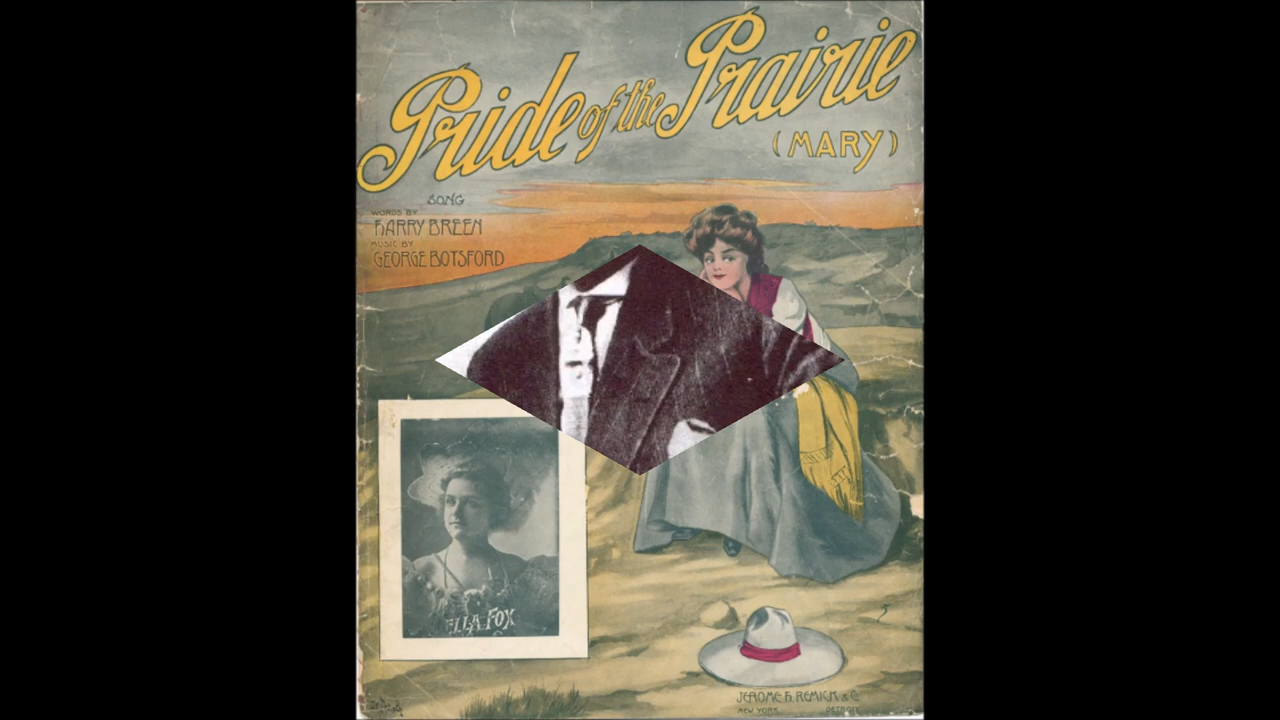 Pride of the Prairie
(MARY)
SONG
WORDS BY
HARRY BREEN
MUSIC BY
GEORGE BOTSFORD
ELLA FOX
JEROME H. REMICK & CO
NEW YORK DETROIT